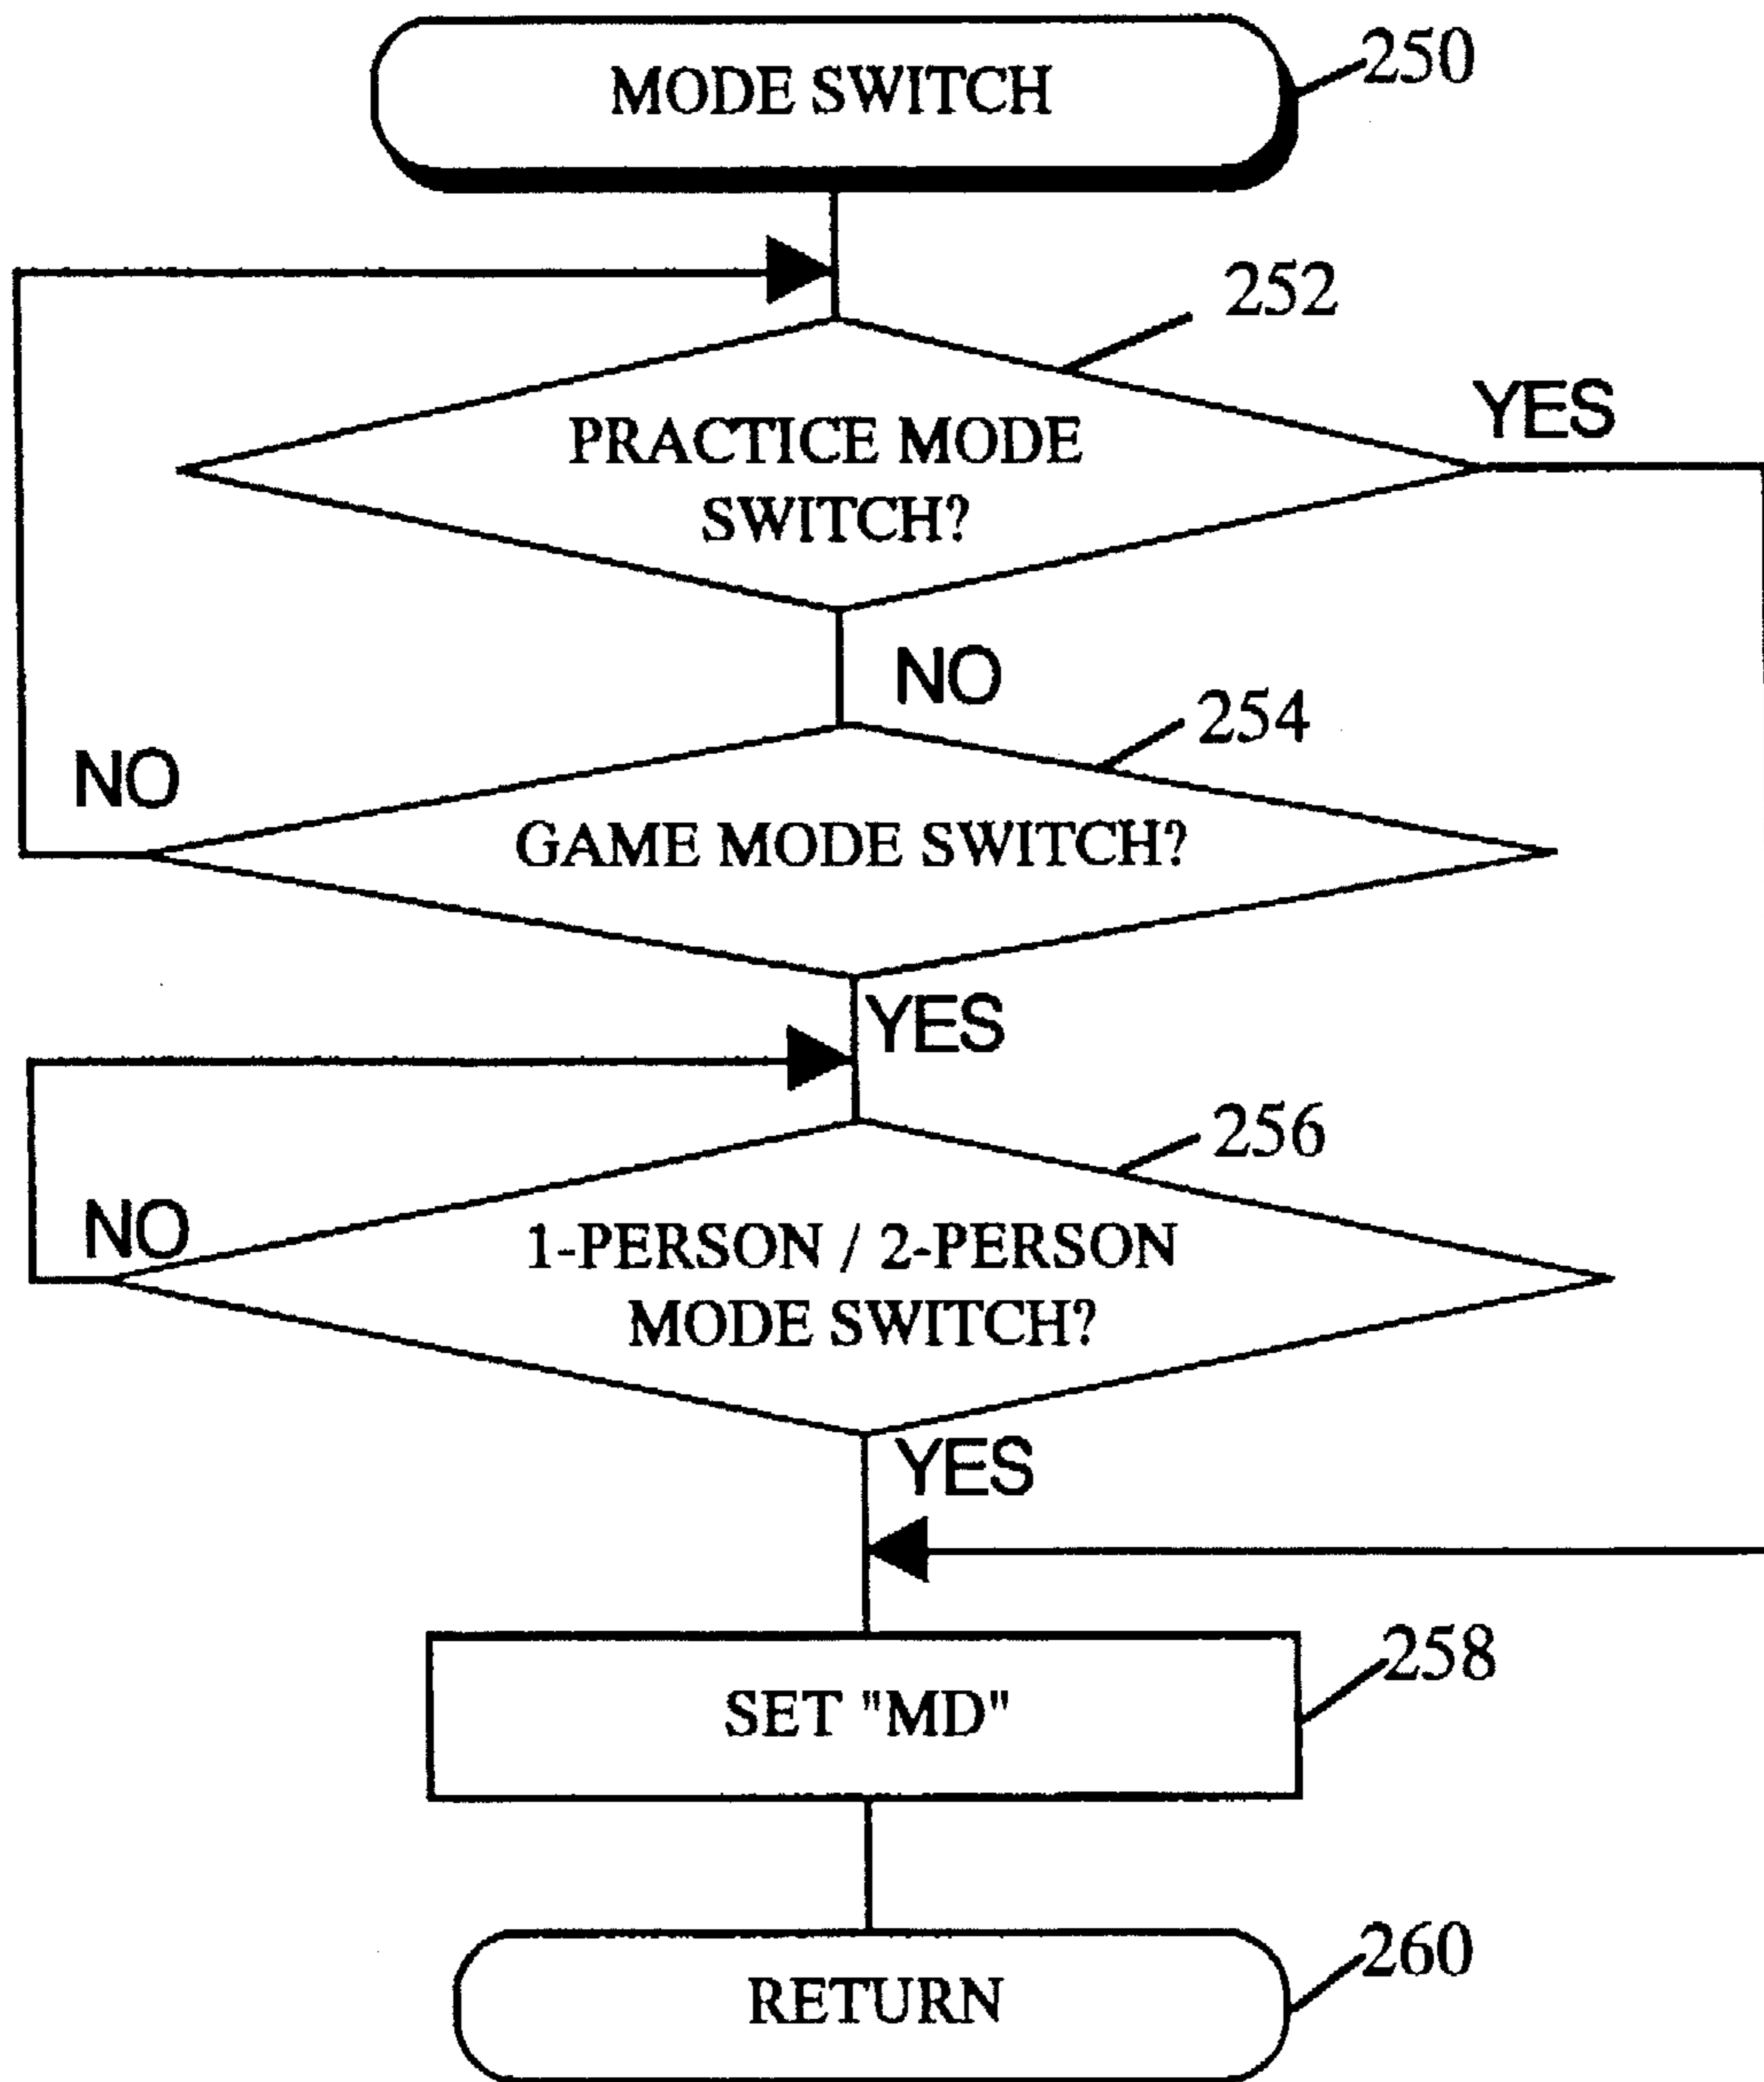 MODE SWITCH
250
252
PRACTICE MODE
SWITCH?
YES
NO
254
NO
GAME MODE SWITCH?
YES
256
NO
1-PERSON / 2-PERSON
MODE SWITCH?
YES
258
SET "MD"
260
RETURN